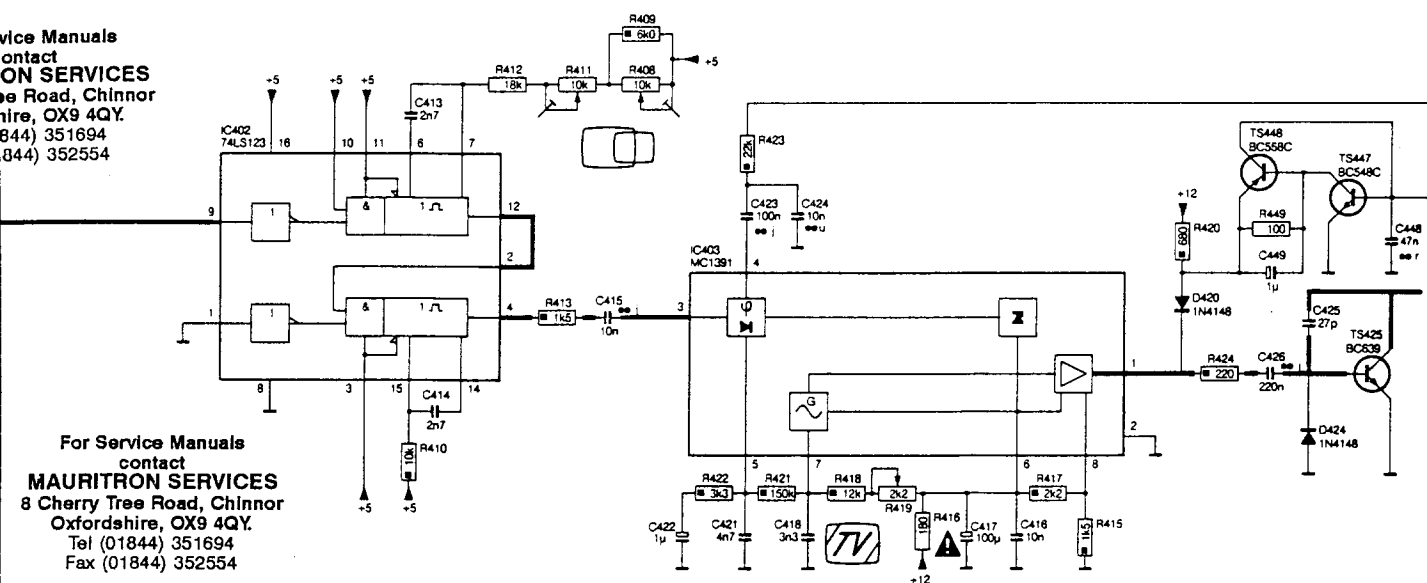 vice Manuals
ontact
ON SERVICES
ee Road, Chinnor
hire, OX9 4QY.
844) 351694
844) 352554
R409
6k0
+5
+5
+5
+5
R412
18k
R411
10k
R408
10k
C413
2n7
IC402
74LS123
16
10
11
6
7
9
1
&
1
12
2
1
1
&
1
4
R413
1k5
C415
10n
8
3
15
14
C414
2n7
R410
10k
+5
+5
For Service Manuals
contact
MAURITRON SERVICES
8 Cherry Tree Road, Chinnor
Oxfordshire, OX9 4QY.
Tel (01844) 351694
Fax (01844) 352554
R423
22k
C423
100n
j
C424
10n
u
IC403
MC1391
4
3
φ
Z
G
1
2
5
7
6
8
R422
3k3
R421
150k
R418
12k
2k2
R419
R417
2k2
C422
1µ
C421
4n7
C418
3n3
TV
R416
180
+12
C417
100µ
C416
10n
R415
1k5
TS448
BC558C
TS447
BC548C
+12
R420
680
R449
100
C449
1µ
C448
47n
r
D420
1N4148
C425
27p
TS425
BC639
R424
220
C426
220n
D424
1N4148